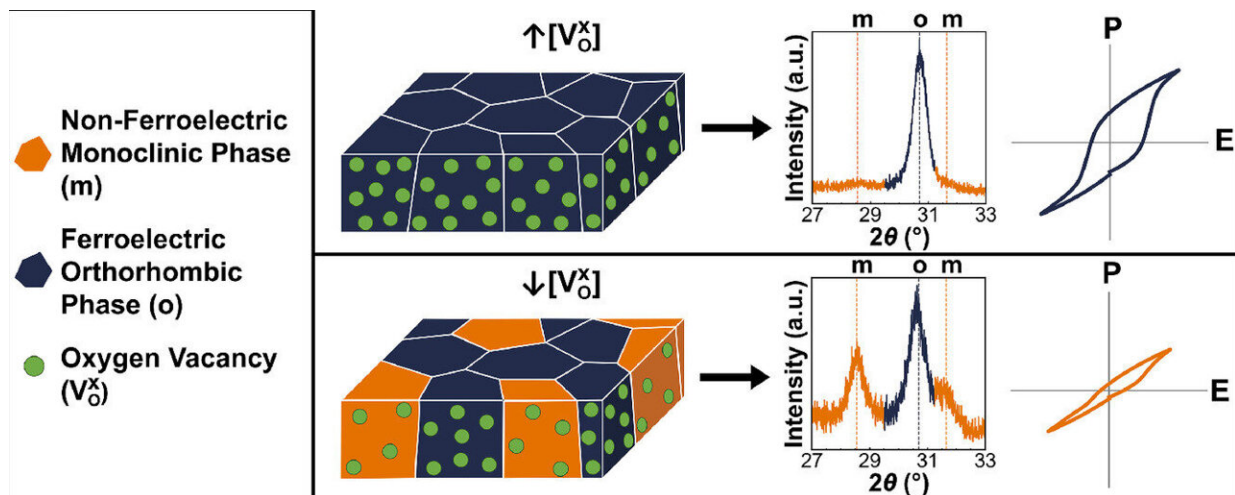 Non-Ferroelectric
Monoclinic Phase
(m)
Ferroelectric
Orthorhombic
Phase (o)
Oxygen Vacancy
(V_O^x)
↑[V_O^x]
m o m
Intensity (a.u.)
27 29 31 33
2θ (°)
P
E
↓[V_O^x]
m o m
Intensity (a.u.)
27 29 31 33
2θ (°)
P
E